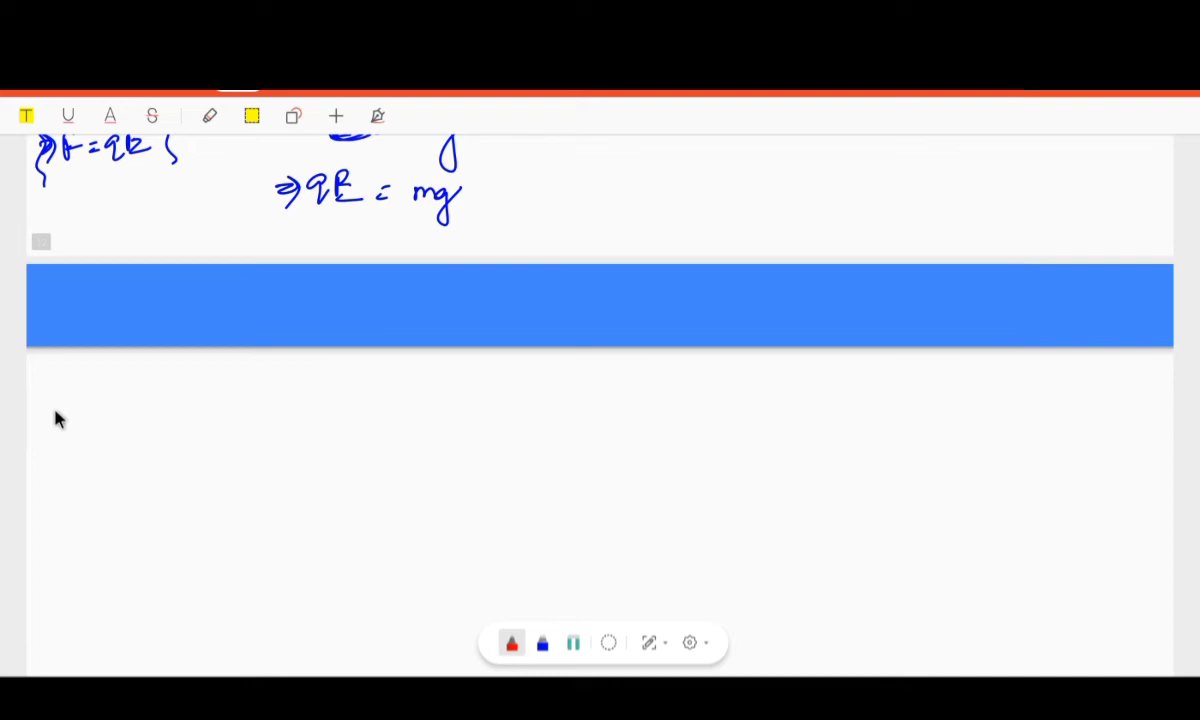 ⇒ F = qE }
⇒ qE = mg